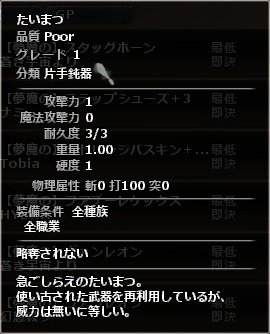 たいまつ
品質 Poor
グレード 1
分類 片手鈍器
攻撃力 1
魔法攻撃力 0
耐久度 3/3
重量 1.00
硬度 1
物理属性 斬0 打100 突0
装備条件 全種族
全職業
略奪されない
急ごしらえのたいまつ。
使い古された武器を再利用しているが、
威力は無いに等しい。